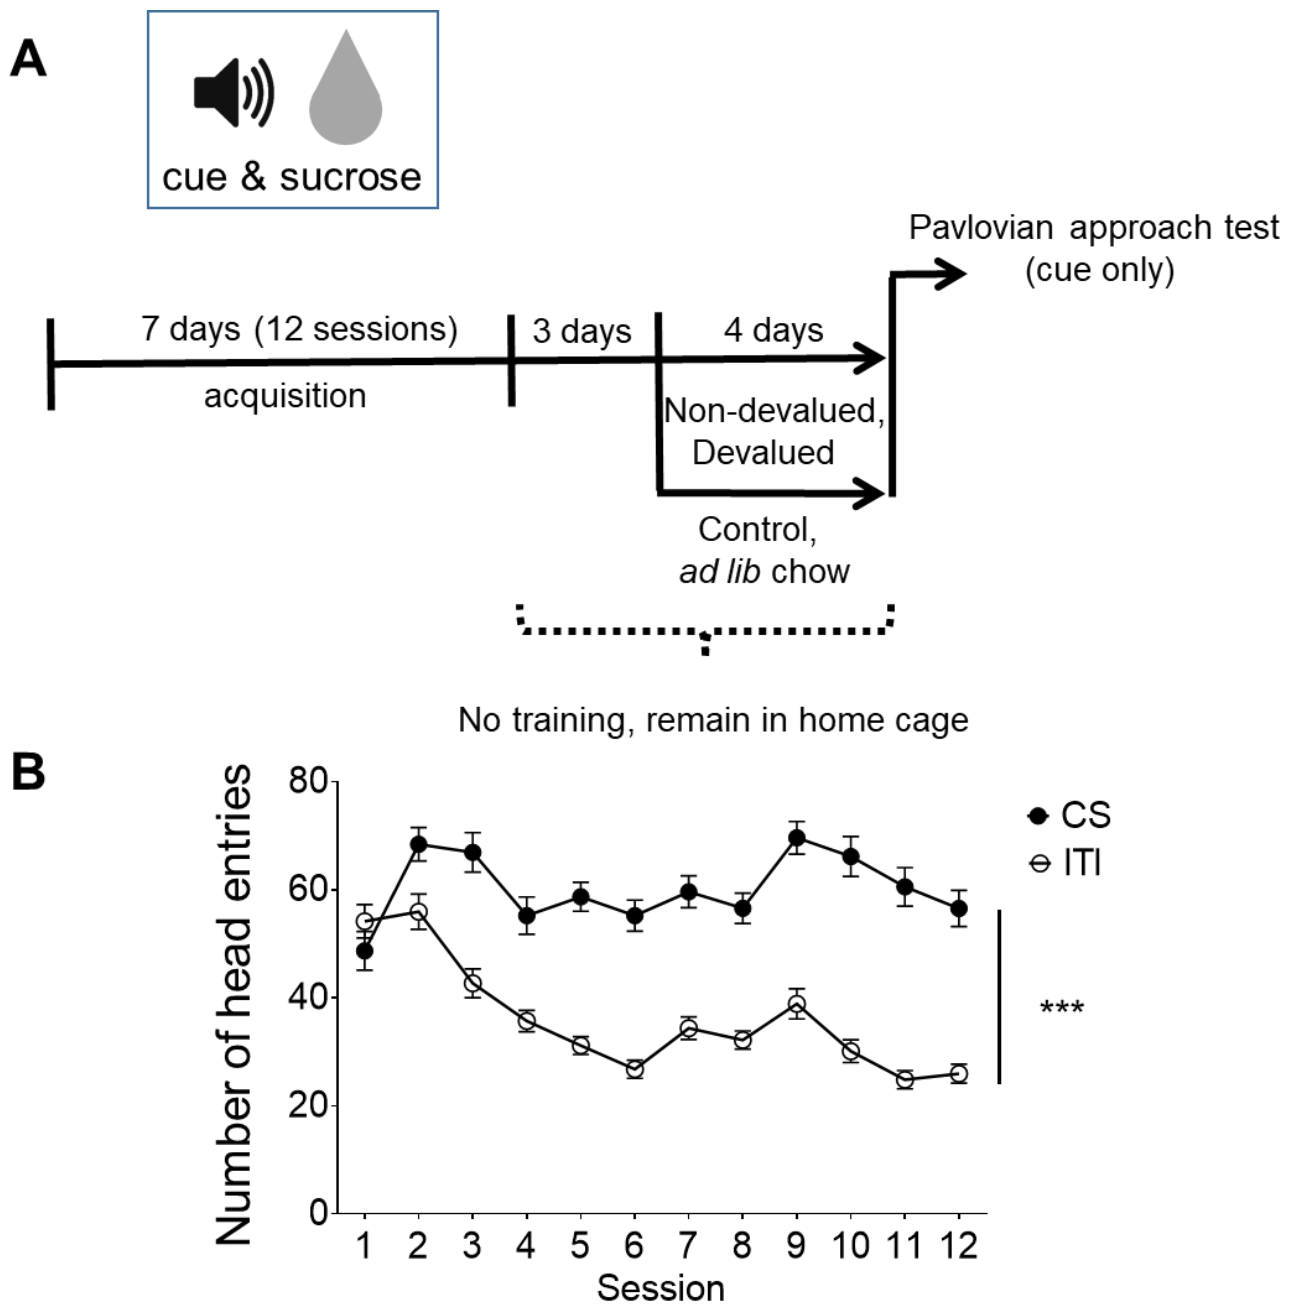 A
cue & sucrose
Pavlovian approach test
(cue only)
7 days (12 sessions)
3 days
4 days
acquisition
Non-devalued,
Devalued
Control,
ad lib chow
No training, remain in home cage
B
Number of head entries
80
60
40
20
0
1 2 3 4 5 6 7 8 9 10 11 12
Session
CS
ITI
***